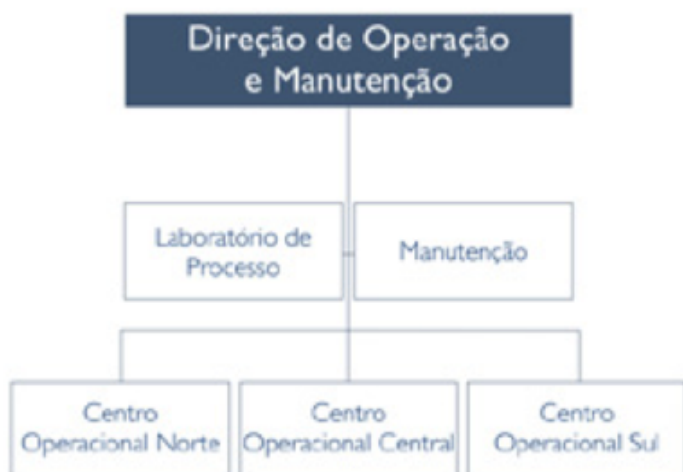 Direção de Operação
e Manutenção
Laboratório de
Processo
Manutenção
Centro
Operacional Norte
Centro
Operacional Central
Centro
Operacional Sul